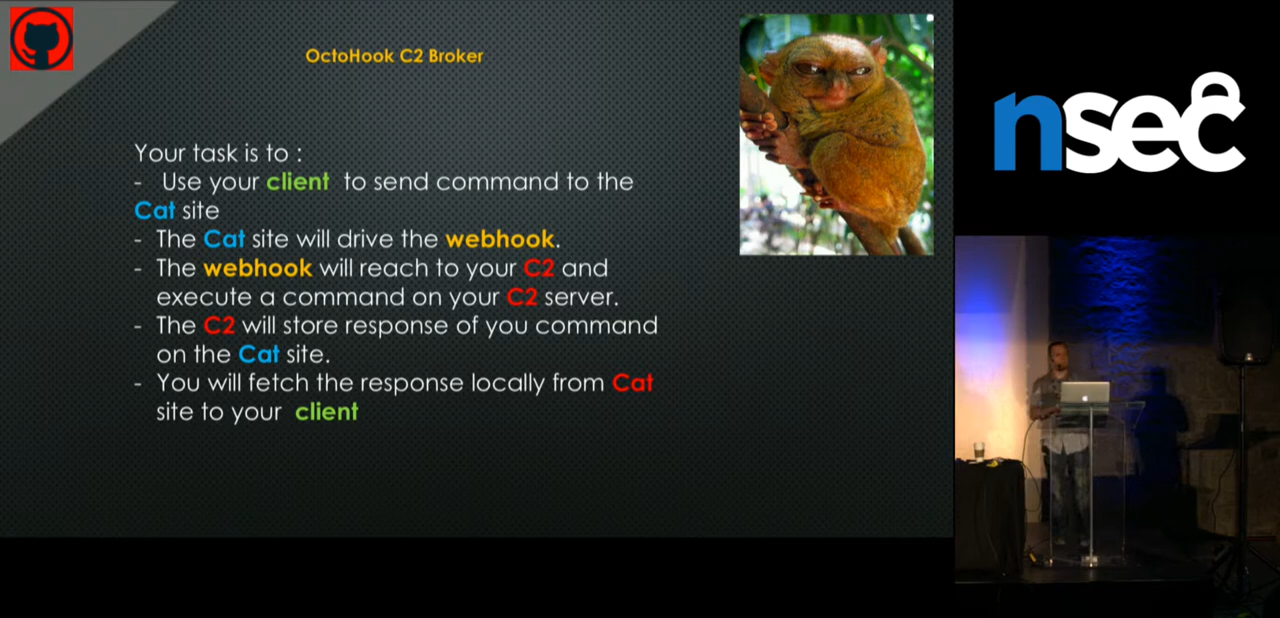 OctoHook C2 Broker
Your task is to :
- Use your client to send command to the
Cat site
- The Cat site will drive the webhook.
- The webhook will reach to your C2 and
execute a command on your C2 server.
- The C2 will store response of you command
on the Cat site.
- You will fetch the response locally from Cat
site to your client
nsec